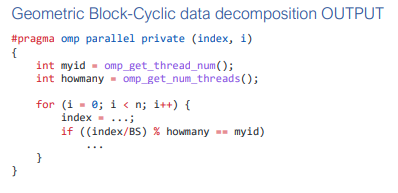 Geometric Block-Cyclic data decomposition OUTPUT
#pragma omp parallel private (index, i)
{
    int myid = omp_get_thread_num();
    int howmany = omp_get_num_threads();

    for (i = 0; i < n; i++) {
        index = ...;
        if ((index/BS) % howmany == myid)
            ...
    }
}